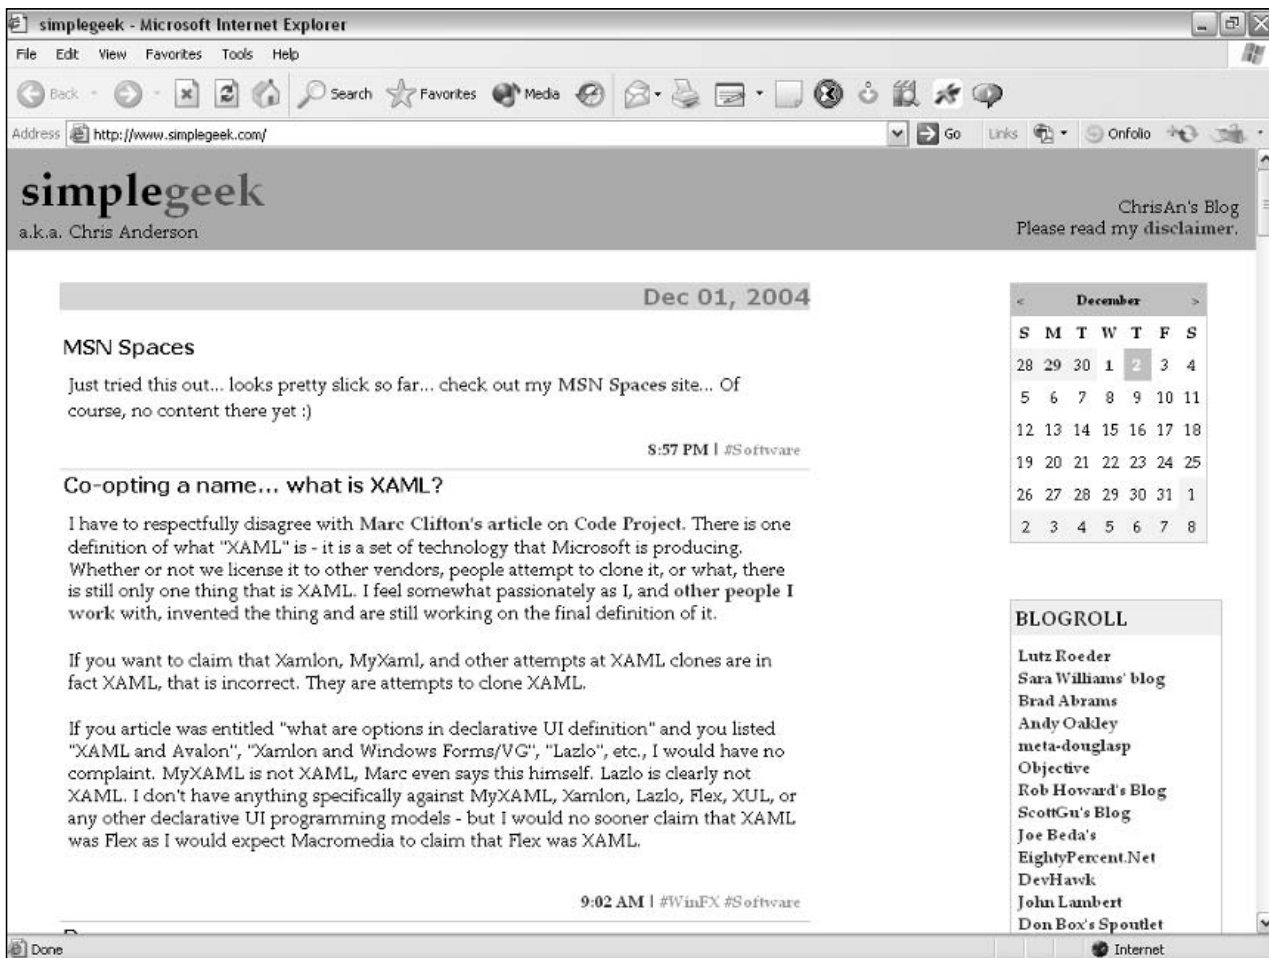 simplegeek - Microsoft Internet Explorer
File Edit View Favorites Tools Help
Back Search Favorites Media
Address http://www.simplegeek.com/ Go Links Onfolio
simplegeek
a.k.a. Chris Anderson
ChrisAn's Blog
Please read my disclaimer.
Dec 01, 2004
MSN Spaces
Just tried this out... looks pretty slick so far... check out my MSN Spaces site... Of
course, no content there yet :)
8:57 PM | #Software
Co-opting a name... what is XAML?
I have to respectfully disagree with Marc Clifton's article on Code Project. There is one
definition of what "XAML" is - it is a set of technology that Microsoft is producing.
Whether or not we license it to other vendors, people attempt to clone it, or what, there
is still only one thing that is XAML. I feel somewhat passionately as I, and other people I
work with, invented the thing and are still working on the final definition of it.
If you want to claim that Xamlon, MyXaml, and other attempts at XAML clones are in
fact XAML, that is incorrect. They are attempts to clone XAML.
If you article was entitled "what are options in declarative UI definition" and you listed
"XAML and Avalon", "Xamlon and Windows Forms/VG", "Lazlo", etc., I would have no
complaint. MyXAML is not XAML, Marc even says this himself. Lazlo is clearly not
XAML. I don't have anything specifically against MyXAML, Xamlon, Lazlo, Flex, XUL, or
any other declarative UI programming models - but I would no sooner claim that XAML
was Flex as I would expect Macromedia to claim that Flex was XAML.
9:02 AM | #WinFX #Software
< December >
S M T W T F S
28 29 30 1 2 3 4
5 6 7 8 9 10 11
12 13 14 15 16 17 18
19 20 21 22 23 24 25
26 27 28 29 30 31 1
2 3 4 5 6 7 8
BLOGROLL
Lutz Roeder
Sara Williams' blog
Brad Abrams
Andy Oakley
meta-douglasp
Objective
Rob Howard's Blog
ScottGu's Blog
Joe Beda's
EightyPercent.Net
DevHawk
John Lambert
Don Box's Spoutlet
Done
Internet